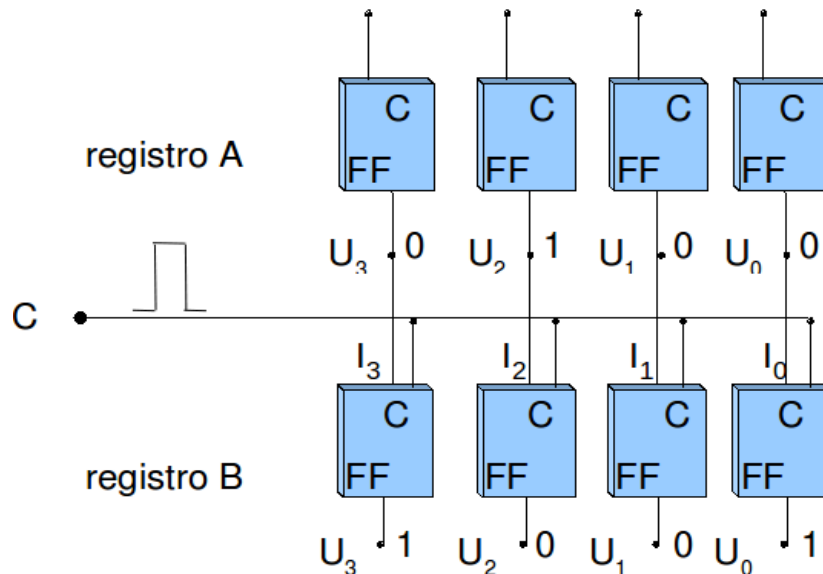 C C C C
registro A FF FF FF FF
U₃ 0 U₂ 1 U₁ 0 U₀ 0
C
I₃ I₂ I₁ I₀
C C C C
registro B FF FF FF FF
U₃ 1 U₂ 0 U₁ 0 U₀ 1